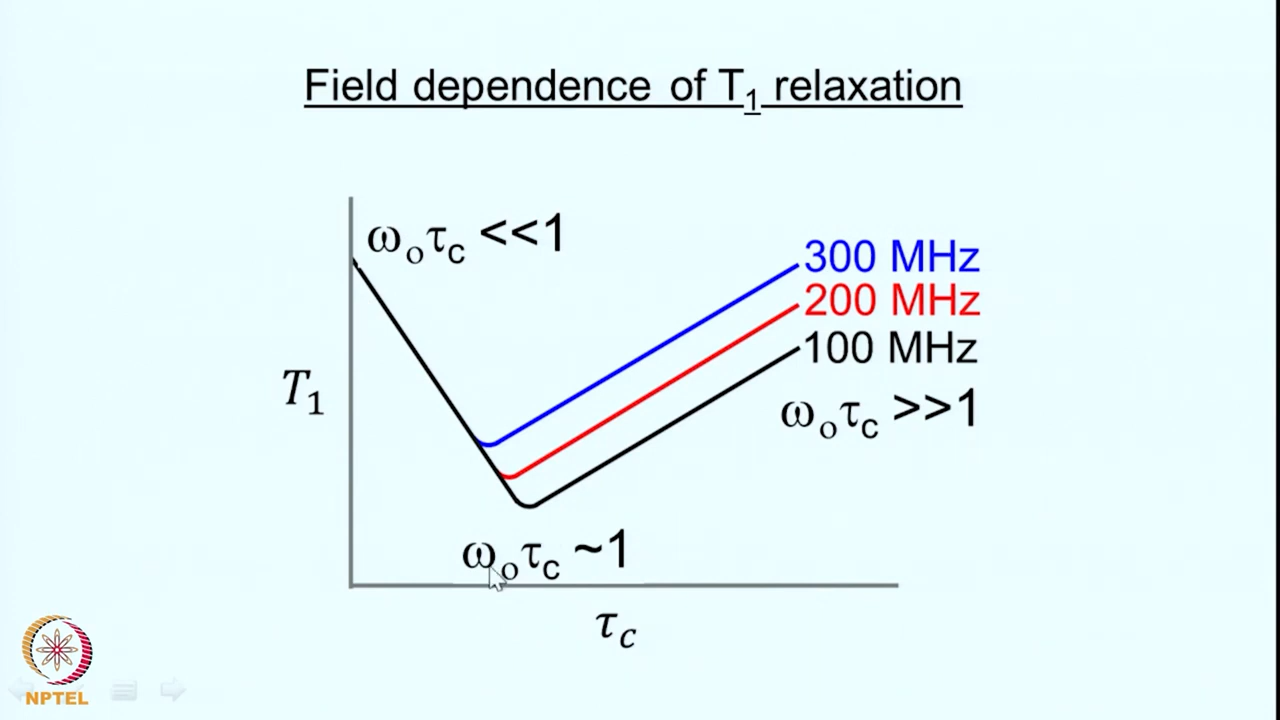 Field dependence of T₁ relaxation
ω₀τc <<1
300 MHz
200 MHz
100 MHz
T₁
ω₀τc >>1
ω₀τc ~1
τc
NPTEL